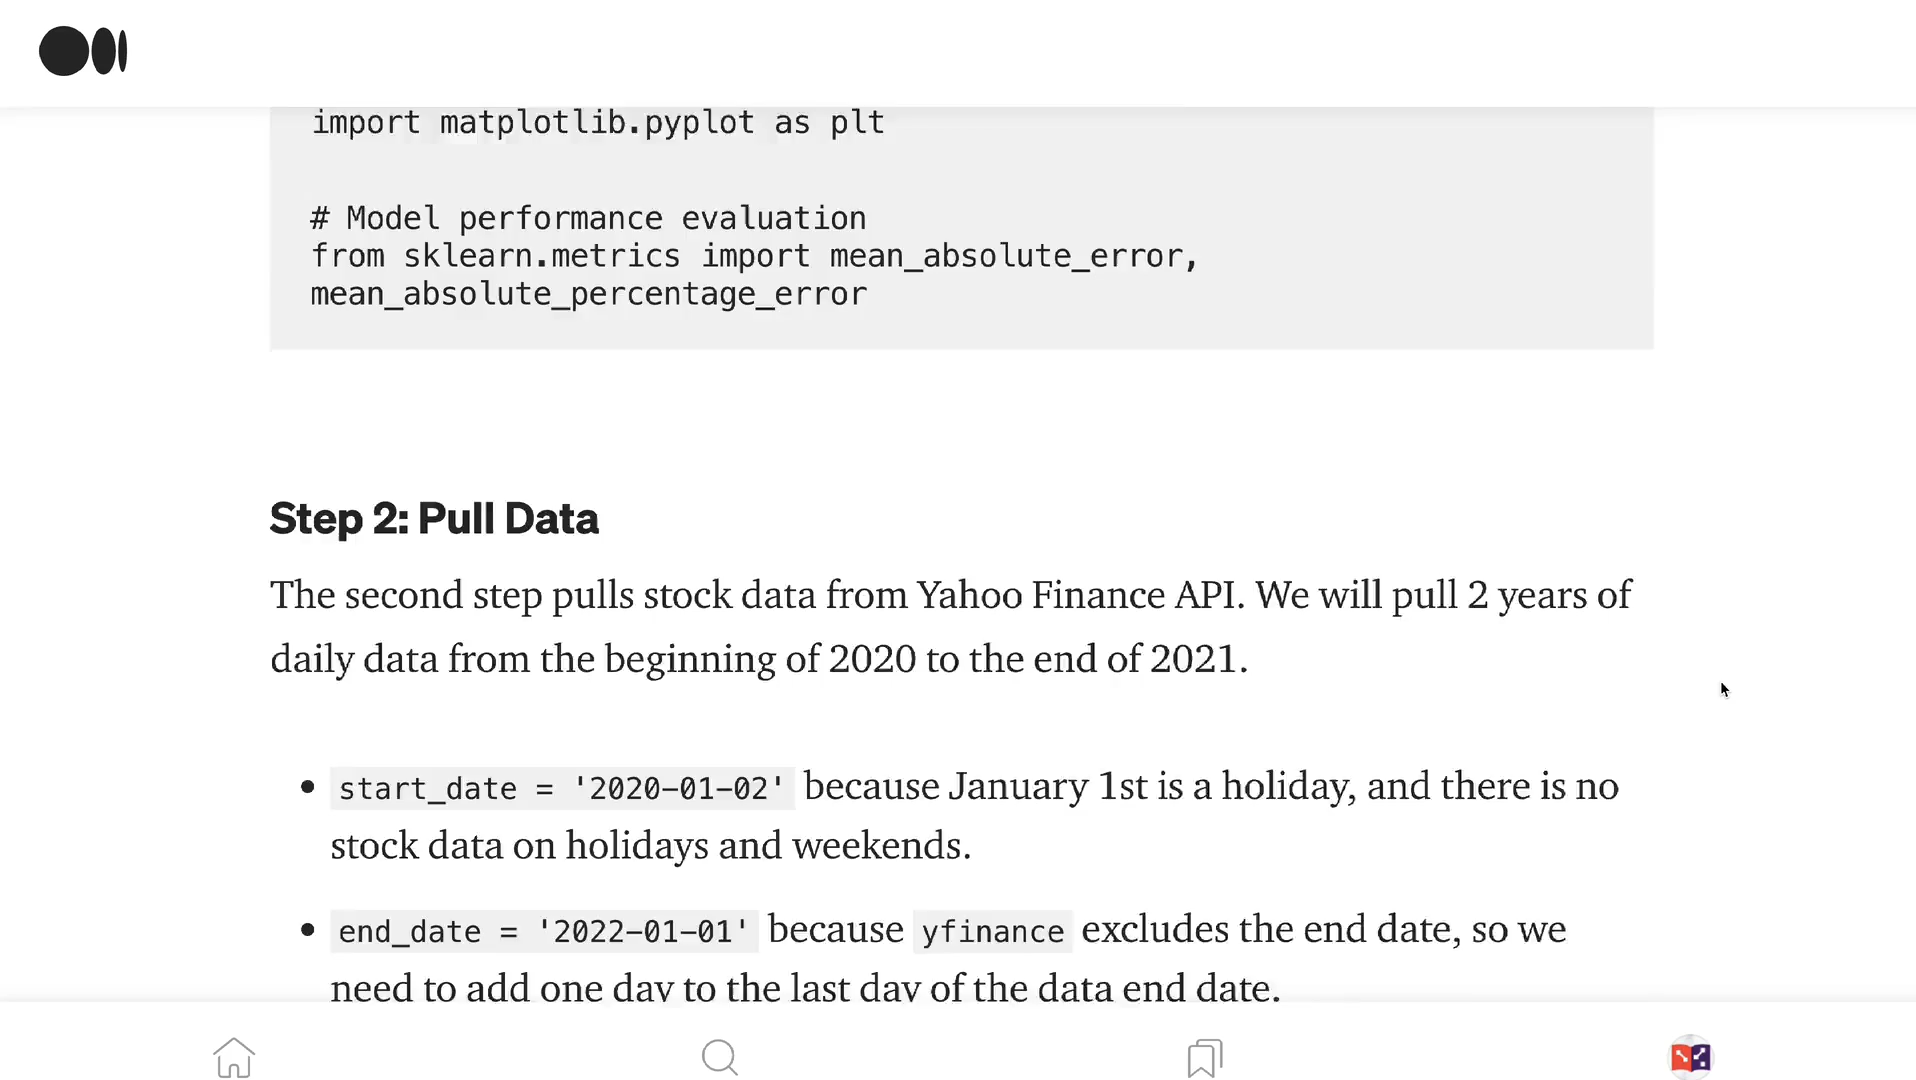 import matplotlib.pyplot as plt
# Model performance evaluation
from sklearn.metrics import mean_absolute_error,
mean_absolute_percentage_error
Step 2: Pull Data
The second step pulls stock data from Yahoo Finance API. We will pull 2 years of
daily data from the beginning of 2020 to the end of 2021.
• start_date = '2020-01-02' because January 1st is a holiday, and there is no
stock data on holidays and weekends.
• end_date = '2022-01-01' because yfinance excludes the end date, so we
need to add one day to the last day of the data end date.